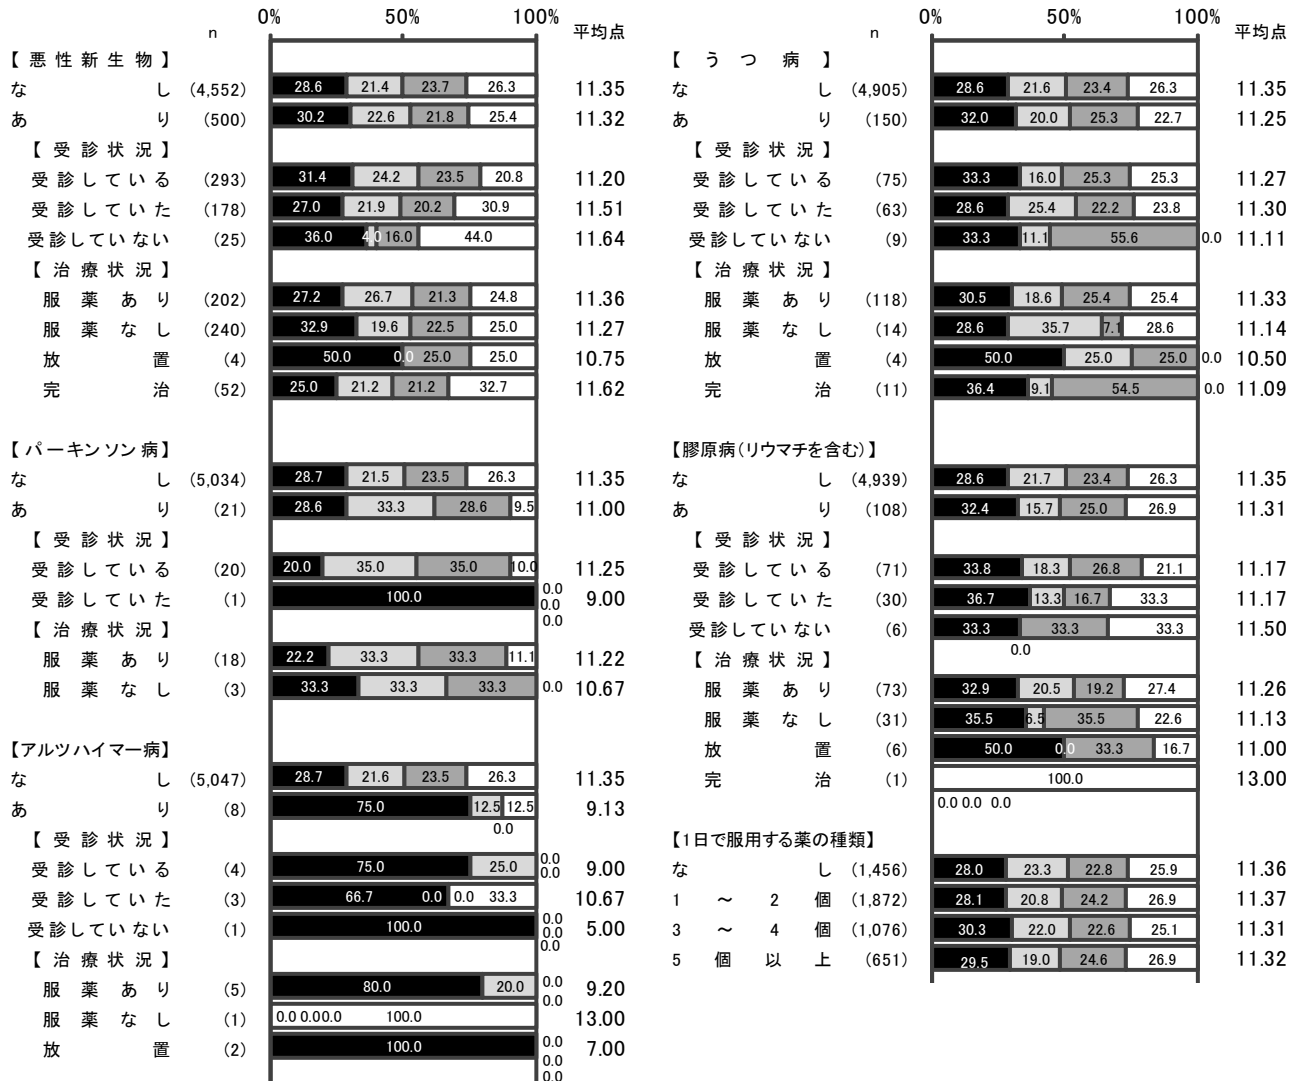 0% 50% 100%
n 平均点
【悪性新生物】
なし (4,552) 28.6 21.4 23.7 26.3 11.35
あり (500) 30.2 22.6 21.8 25.4 11.32
【受診状況】
受診している (293) 31.4 24.2 23.5 20.8 11.20
受診していた (178) 27.0 21.9 20.2 30.9 11.51
受診していない (25) 36.0 4.0 16.0 44.0 11.64
【治療状況】
服薬あり (202) 27.2 26.7 21.3 24.8 11.36
服薬なし (240) 32.9 19.6 22.5 25.0 11.27
放置 (4) 50.0 0.0 25.0 25.0 10.75
完治 (52) 25.0 21.2 21.2 32.7 11.62
【パーキンソン病】
なし (5,034) 28.7 21.5 23.5 26.3 11.35
あり (21) 28.6 33.3 28.6 9.5 11.00
【受診状況】
受診している (20) 20.0 35.0 35.0 10.0 11.25
受診していた (1) 100.0 0.0 0.0 0.0 9.00
【治療状況】
服薬あり (18) 22.2 33.3 33.3 11.1 11.22
服薬なし (3) 33.3 33.3 33.3 0.0 10.67
【アルツハイマー病】
なし (5,047) 28.7 21.6 23.5 26.3 11.35
あり (8) 75.0 12.5 12.5 9.13
0.0
【受診状況】
受診している (4) 75.0 25.0 0.0 0.0 9.00
受診していた (3) 66.7 0.0 0.0 33.3 10.67
受診していない (1) 100.0 0.0 0.0 0.0 5.00
【治療状況】
服薬あり (5) 80.0 20.0 0.0 0.0 9.20
服薬なし (1) 0.0 0.0 0.0 100.0 13.00
放置 (2) 100.0 0.0 0.0 0.0 7.00
0% 50% 100%
n 平均点
【うつ病】
なし (4,905) 28.6 21.6 23.4 26.3 11.35
あり (150) 32.0 20.0 25.3 22.7 11.25
【受診状況】
受診している (75) 33.3 16.0 25.3 25.3 11.27
受診していた (63) 28.6 25.4 22.2 23.8 11.30
受診していない (9) 33.3 11.1 55.6 0.0 11.11
【治療状況】
服薬あり (118) 30.5 18.6 25.4 25.4 11.33
服薬なし (14) 28.6 35.7 7.1 28.6 11.14
放置 (4) 50.0 25.0 25.0 0.0 10.50
完治 (11) 36.4 9.1 54.5 0.0 11.09
【膠原病(リウマチを含む)】
なし (4,939) 28.6 21.7 23.4 26.3 11.35
あり (108) 32.4 15.7 25.0 26.9 11.31
【受診状況】
受診している (71) 33.8 18.3 26.8 21.1 11.17
受診していた (30) 36.7 13.3 16.7 33.3 11.17
受診していない (6) 33.3 33.3 33.3 11.50
0.0
【治療状況】
服薬あり (73) 32.9 20.5 19.2 27.4 11.26
服薬なし (31) 35.5 6.5 35.5 22.6 11.13
放置 (6) 50.0 0.0 33.3 16.7 11.00
完治 (1) 100.0 13.00
0.0 0.0 0.0
【1日で服用する薬の種類】
なし (1,456) 28.0 23.3 22.8 25.9 11.36
1～2個 (1,872) 28.1 20.8 24.2 26.9 11.37
3～4個 (1,076) 30.3 22.0 22.6 25.1 11.31
5個以上 (651) 29.5 19.0 24.6 26.9 11.32